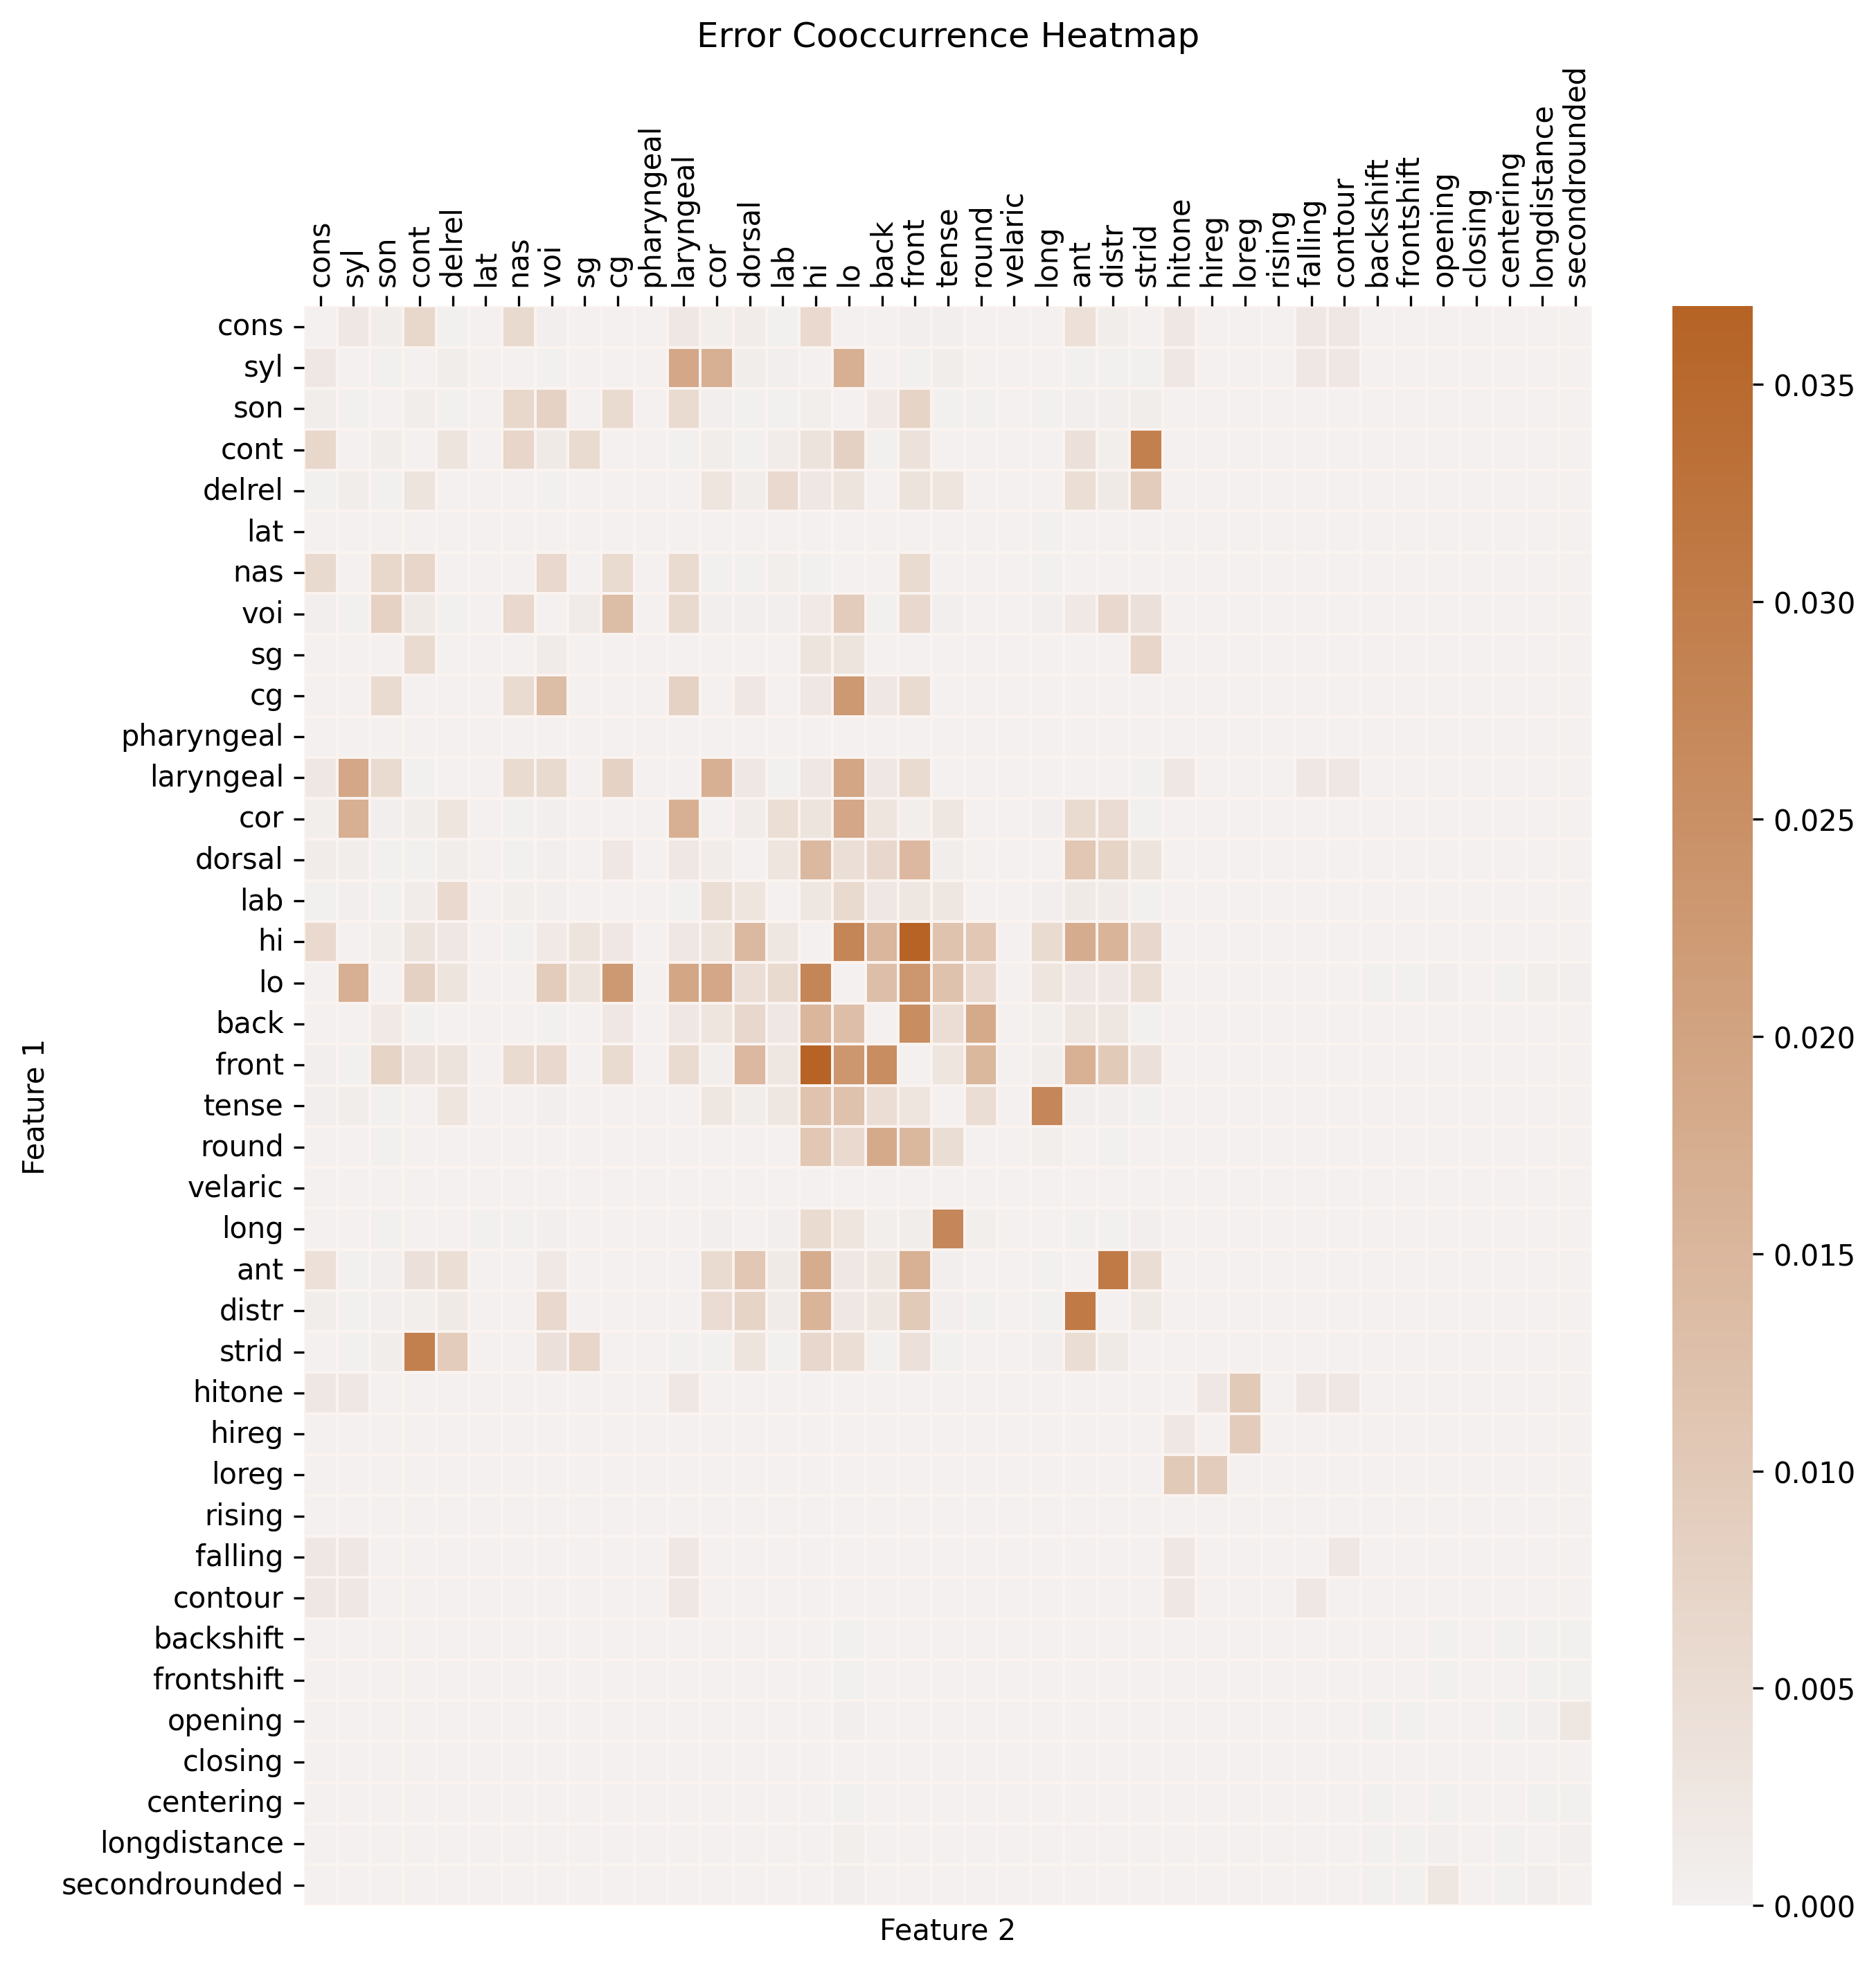 Error Cooccurrence Heatmap
cons syl son cont delrel lat nas voi sg cg pharyngeal laryngeal cor dorsal lab hi lo back front tense round velaric long ant distr strid hitone hireg loreg rising falling contour backshift frontshift opening closing centering longdistance secondrounded
cons
syl
son
cont
delrel
lat
nas
voi
sg
cg
pharyngeal
laryngeal
cor
dorsal
lab
hi
lo
back
front
tense
round
velaric
long
ant
distr
strid
hitone
hireg
loreg
rising
falling
contour
backshift
frontshift
opening
closing
centering
longdistance
secondrounded
Feature 1
Feature 2
0.035
0.030
0.025
0.020
0.015
0.010
0.005
0.000